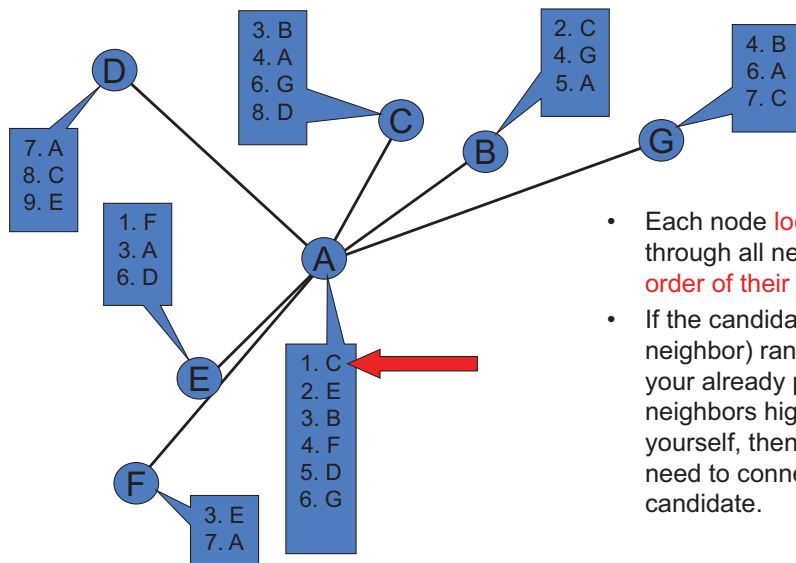 D
7. A
8. C
9. E
3. B
4. A
6. G
8. D
C
2. C
4. G
5. A
B
4. B
6. A
7. C
G
1. F
3. A
6. D
E
A
1. C
2. E
3. B
4. F
5. D
6. G
F
3. E
7. A
• Each node
through all
order of their
• If the candida
neighbor) ran
your already
neighbors hig
yourself, then
need to conne
candidate.